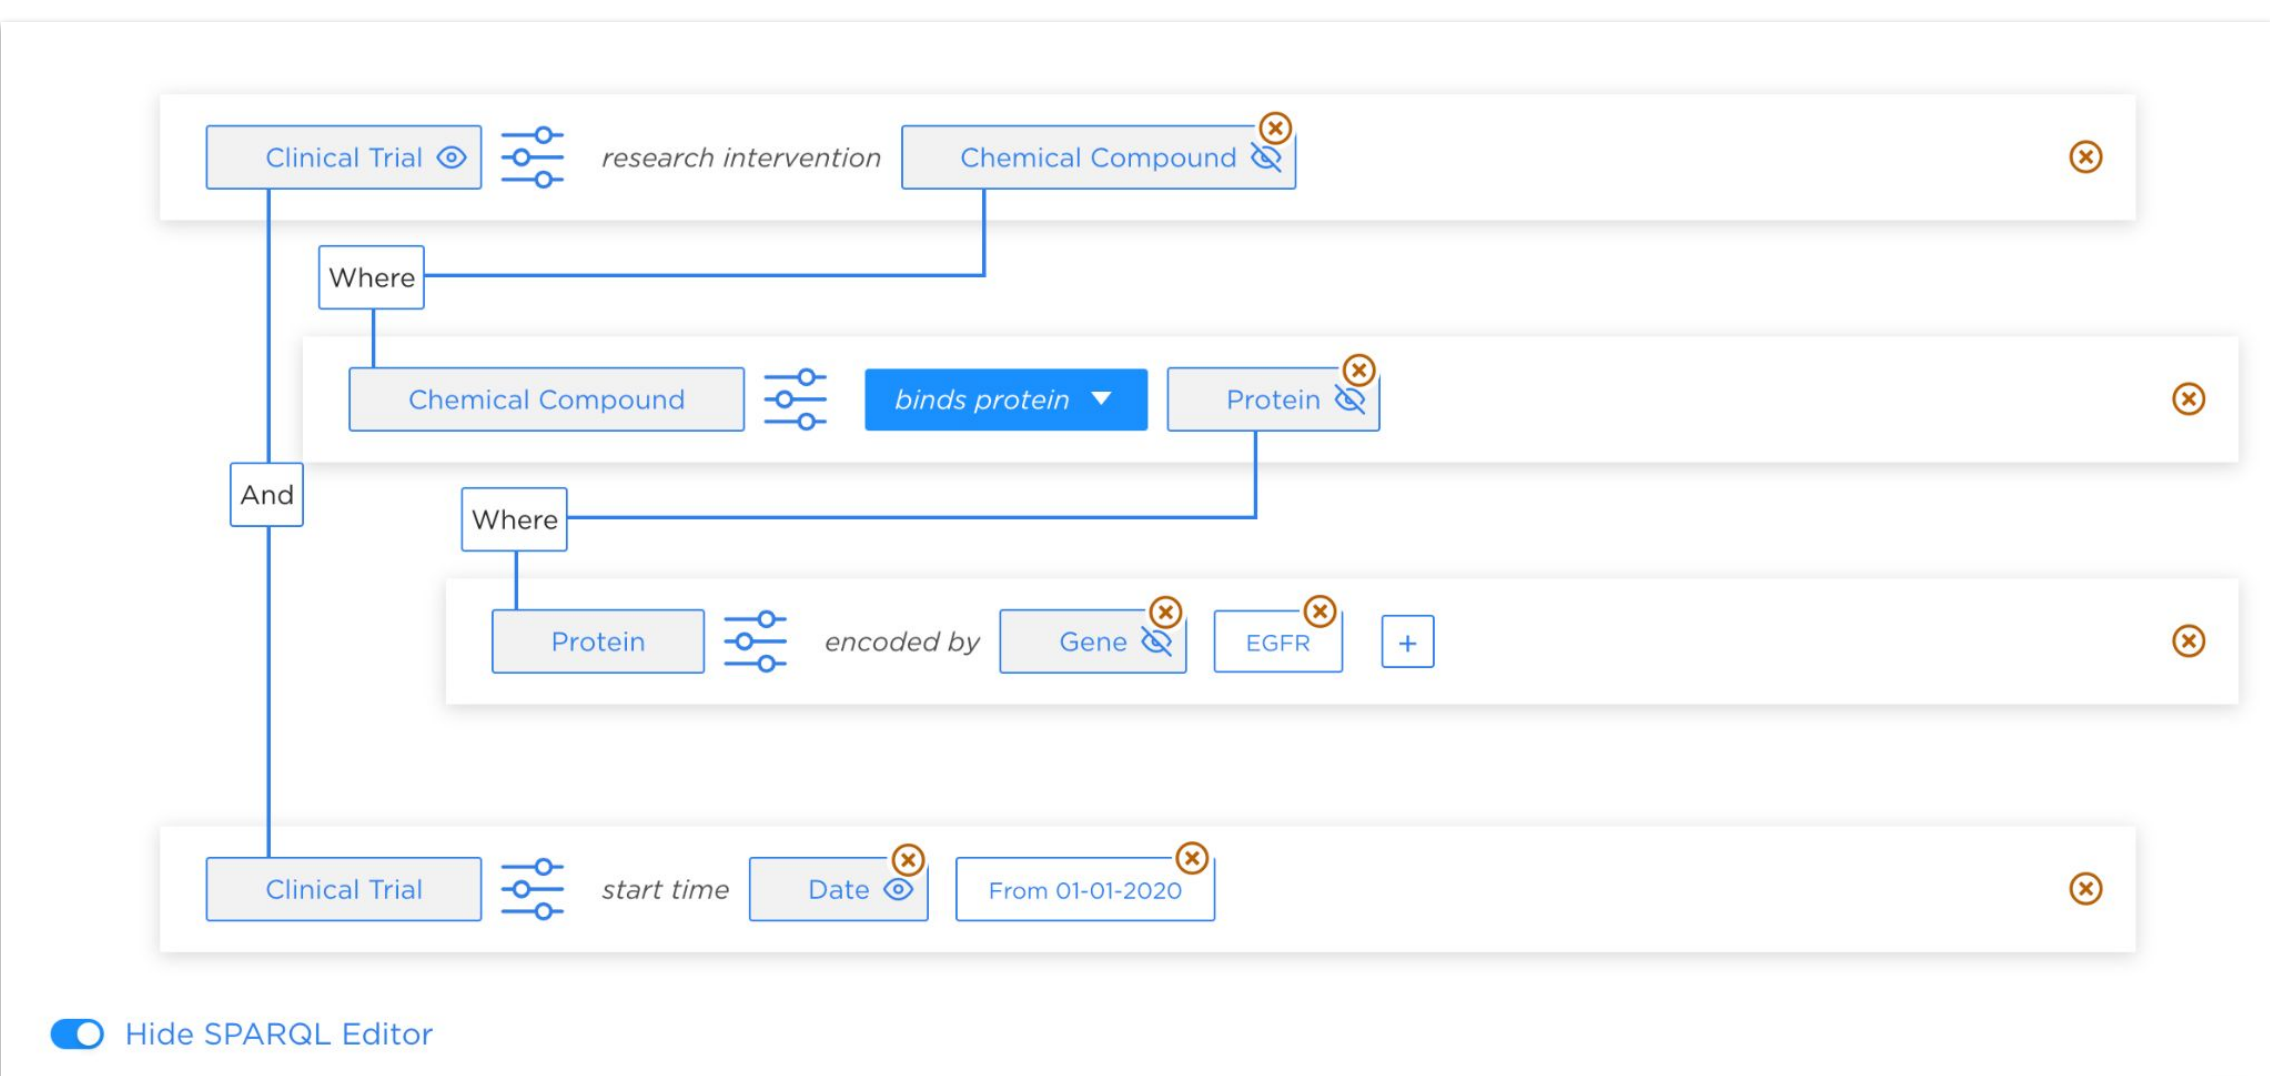 Clinical Trial research intervention Chemical Compound
Where
Chemical Compound binds protein Protein
And
Where
Protein encoded by Gene EGFR +
Clinical Trial start time Date From 01-01-2020
Hide SPARQL Editor